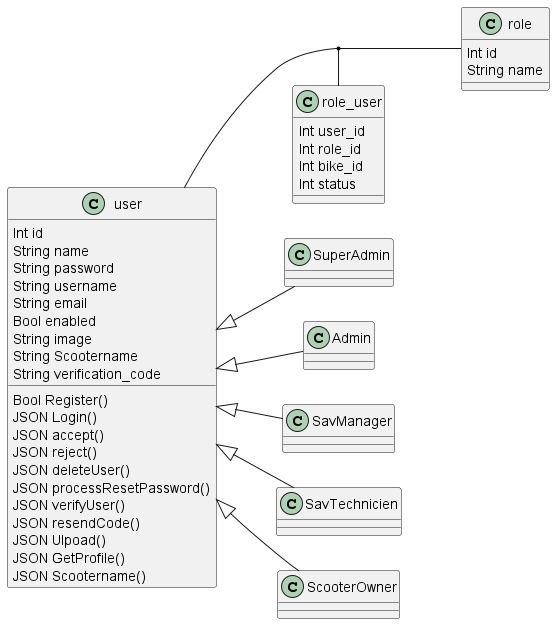 C role
Int id
String name
C role_user
Int user_id
Int role_id
Int bike_id
Int status
C user
Int id
String name
String password
String username
String email
Bool enabled
String image
String Scootername
String verification_code
Bool Register()
JSON Login()
JSON accept()
JSON reject()
JSON deleteUser()
JSON processResetPassword()
JSON verifyUser()
JSON resendCode()
JSON Ulpoad()
JSON GetProfile()
JSON Scootername()
C SuperAdmin
C Admin
C SavManager
C SavTechnicien
C ScooterOwner